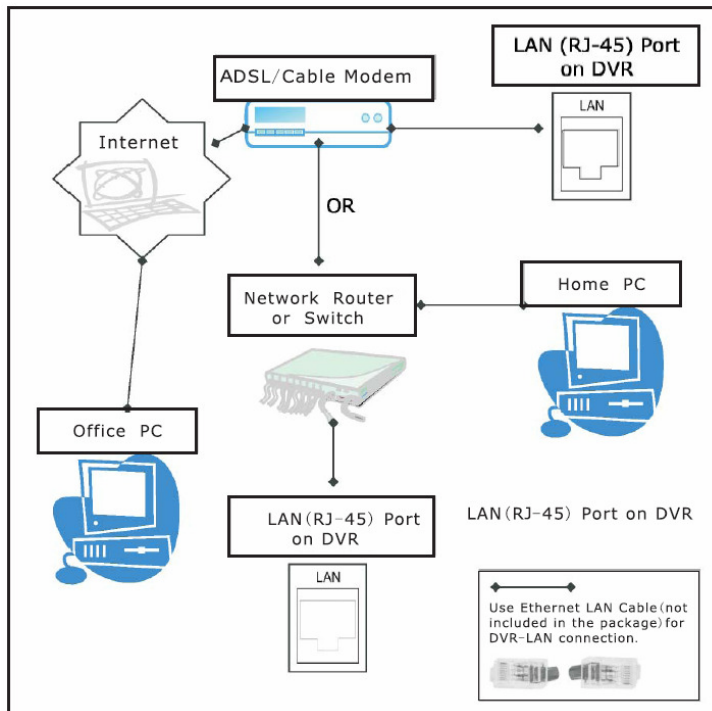 LAN (RJ-45) Port
on DVR
ADSL/Cable Modem
LAN
Internet
OR
Network Router
or Switch
Home PC
Office PC
LAN(RJ-45) Port
on DVR
LAN(RJ-45) Port on DVR
LAN
Use Ethernet LAN Cable(not
included in the package)for
DVR-LAN connection.